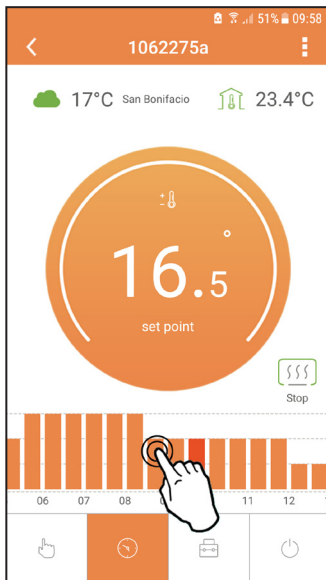 51% 09:58
1062275a
17°C San Bonifacio 23.4°C
16.5°
set point
Stop
06 07 08 11 12